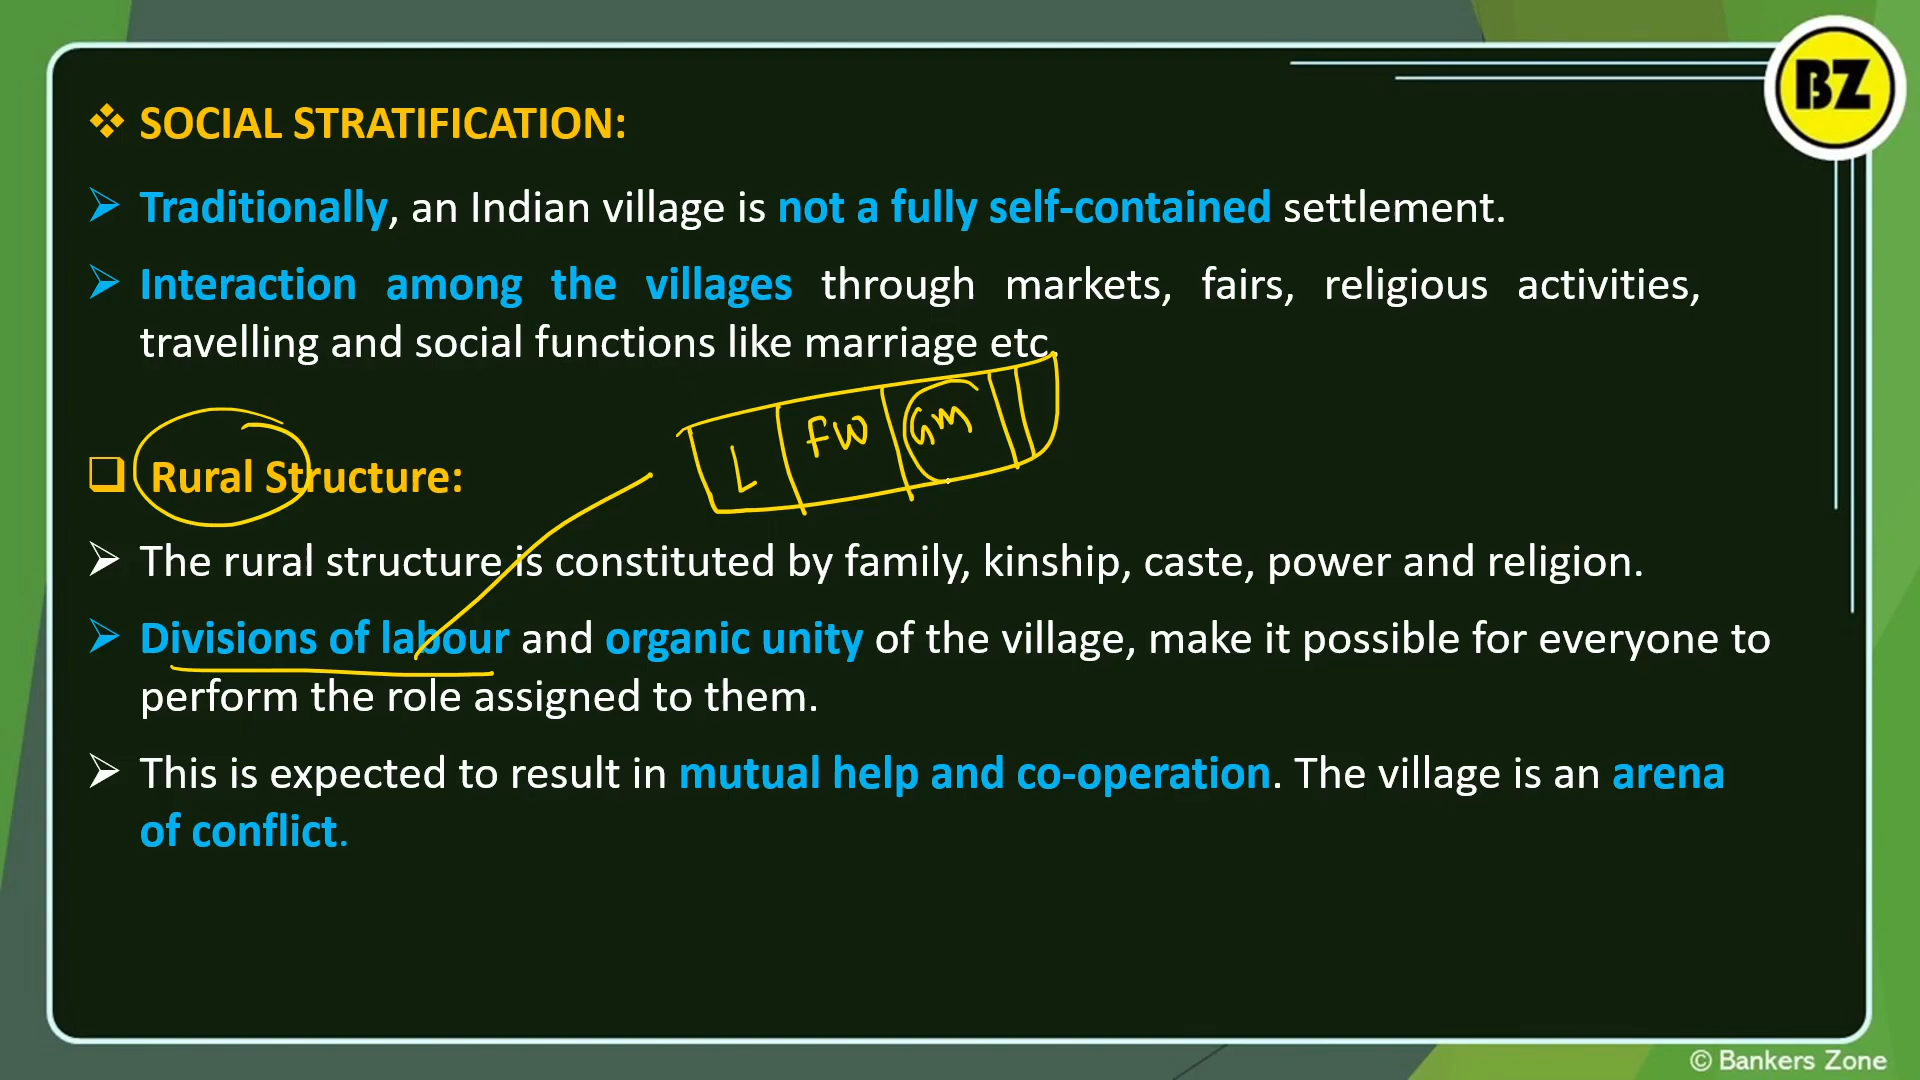 BZ
SOCIAL STRATIFICATION:
Traditionally, an Indian village is not a fully self-contained settlement.
Interaction among the villages through markets, fairs, religious activities,
travelling and social functions like marriage etc.
L FW GM
Rural Structure:
The rural structure is constituted by family, kinship, caste, power and religion.
Divisions of labour and organic unity of the village, make it possible for everyone to
perform the role assigned to them.
This is expected to result in mutual help and co-operation. The village is an arena
of conflict.
© Bankers Zone